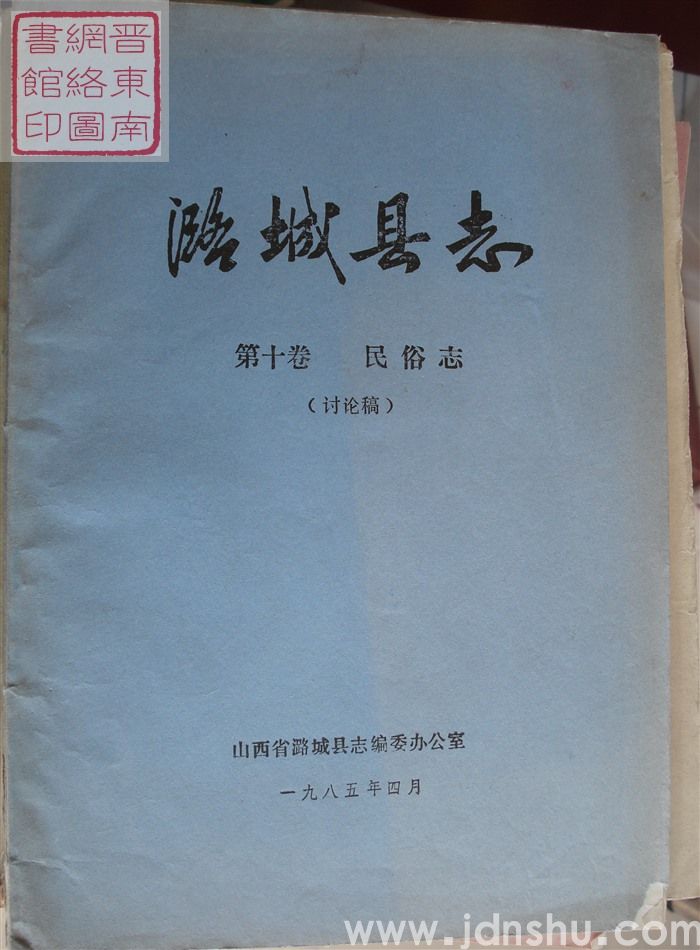 晋東南
網絡圖
書館印
潞城县志
第十卷 民俗志
（讨论稿）
山西省潞城县志编委办公室
一九八五年四月
www.jdnshu.com